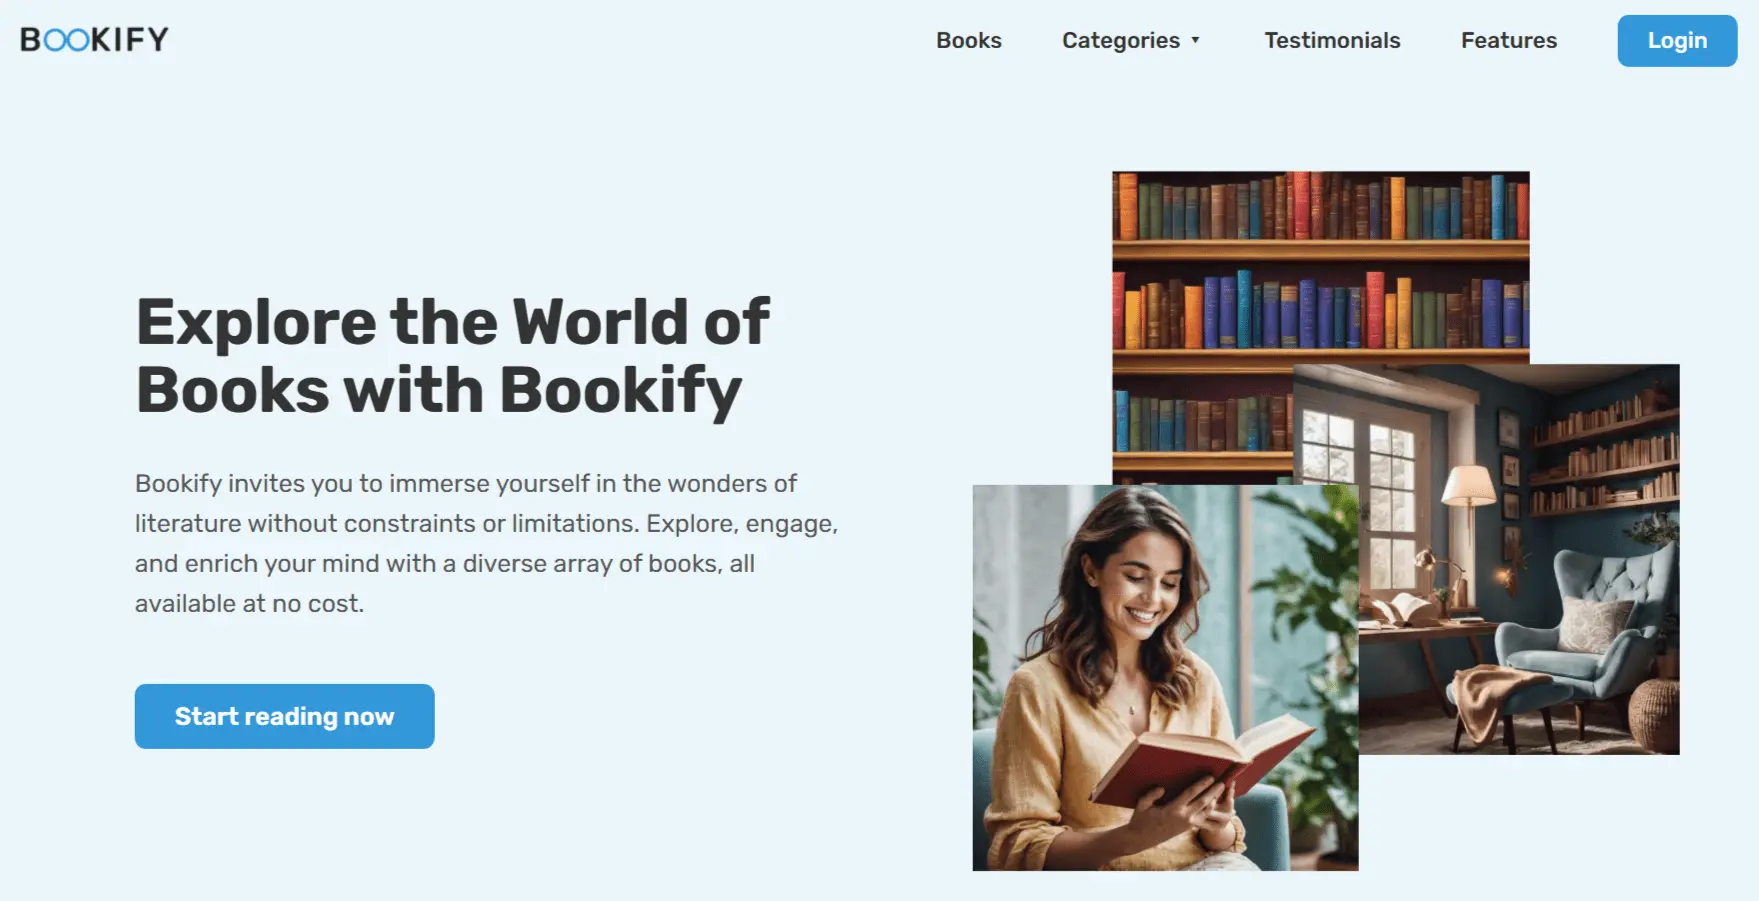 BOOKIFY
Books
Categories
Testimonials
Features
Login
Explore the World of
Books with Bookify
Bookify invites you to immerse yourself in the wonders of
literature without constraints or limitations. Explore, engage,
and enrich your mind with a diverse array of books, all
available at no cost.
Start reading now